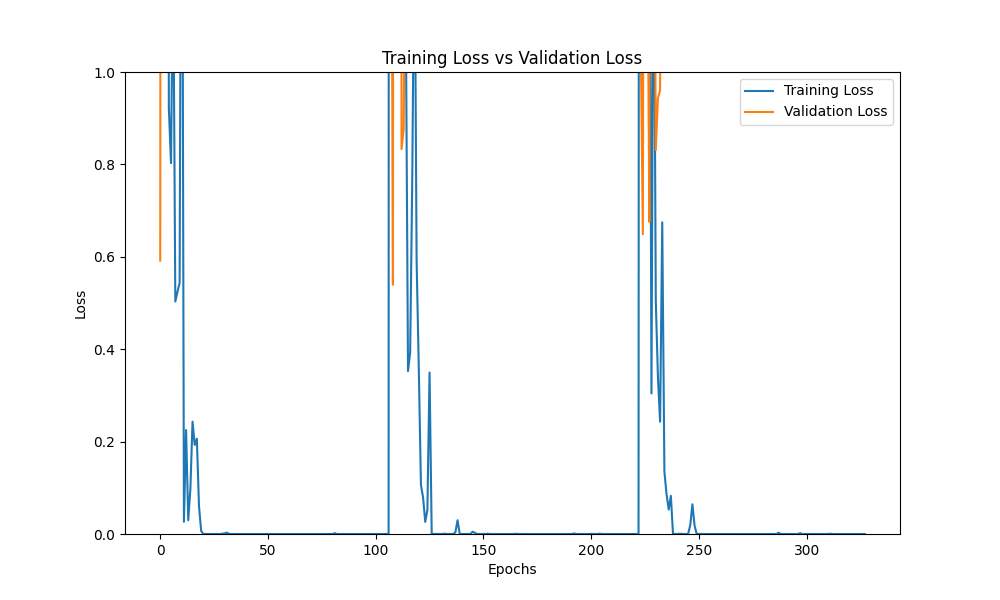 Training Loss vs Validation Loss
Training Loss
Validation Loss
1.0
0.8
0.6
0.4
0.2
0.0
Loss
0 50 100 150 200 250 300
Epochs